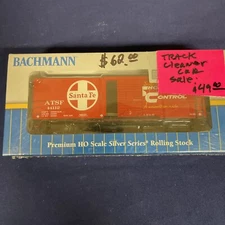 BACHMANN
$68.00
TRACK
CLEANER
CAR
Sale.
$49.00
Santa Fe
ATSF
CONTROL
Premium HO Scale Silver Series® Rolling Stock